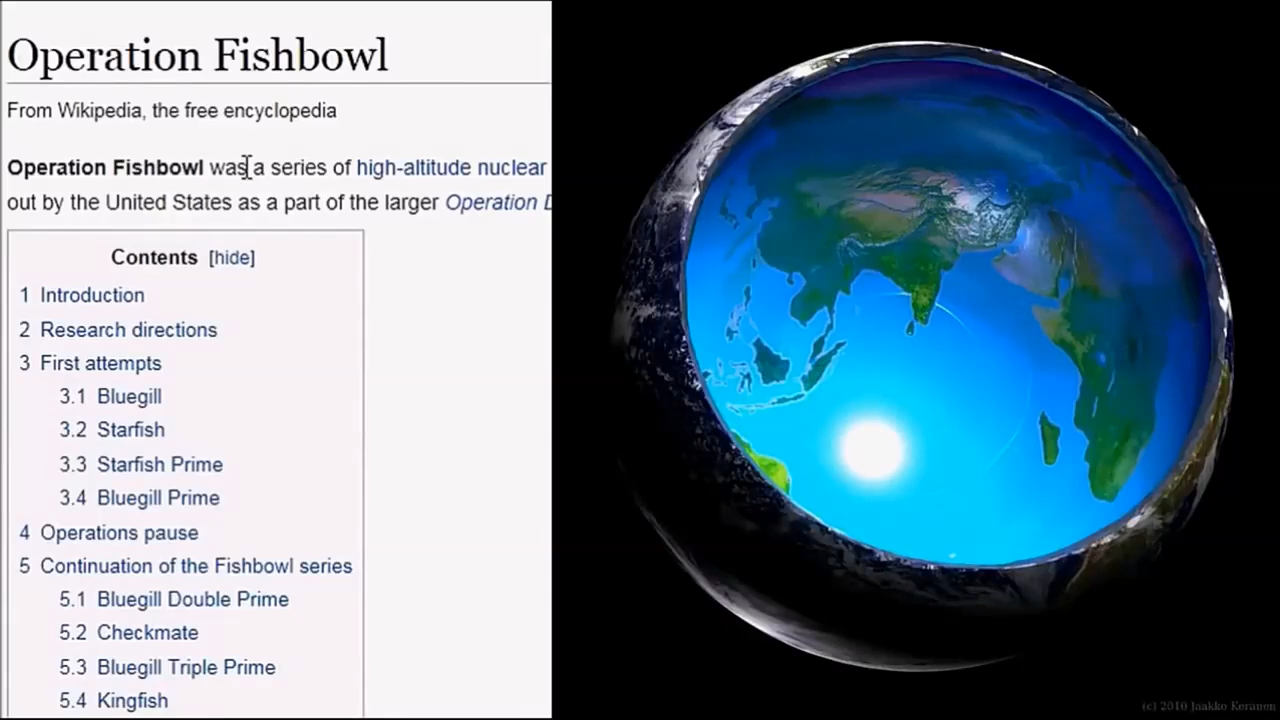 Operation Fishbowl
From Wikipedia, the free encyclopedia
Operation Fishbowl was a series of high-altitude nuclear
out by the United States as a part of the larger Operation D
Contents [hide]
1 Introduction
2 Research directions
3 First attempts
3.1 Bluegill
3.2 Starfish
3.3 Starfish Prime
3.4 Bluegill Prime
4 Operations pause
5 Continuation of the Fishbowl series
5.1 Bluegill Double Prime
5.2 Checkmate
5.3 Bluegill Triple Prime
5.4 Kingfish
(c) 2010 Jaakko Keranen